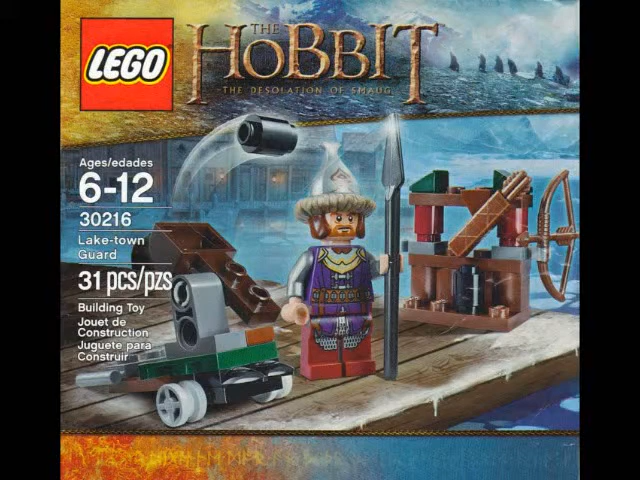 LEGO
THE
HOBBIT
THE DESOLATION OF SMAUG
Ages/edades
6-12
30216
Lake-town
Guard
31 pcs/pzs
Building Toy
Jouet de
Construction
Juguete para
Construir